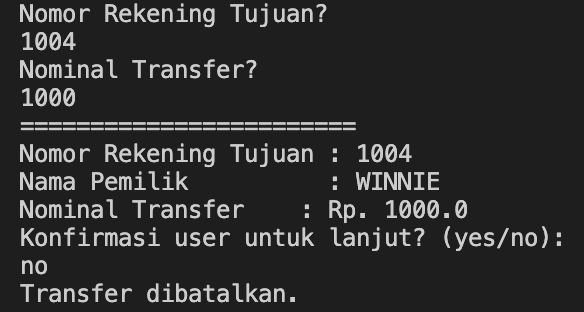 Nomor Rekening Tujuan?
1004
Nominal Transfer?
1000
========================
Nomor Rekening Tujuan : 1004
Nama Pemilik          : WINNIE
Nominal Transfer    : Rp. 1000.0
Konfirmasi user untuk lanjut? (yes/no):
no
Transfer dibatalkan.